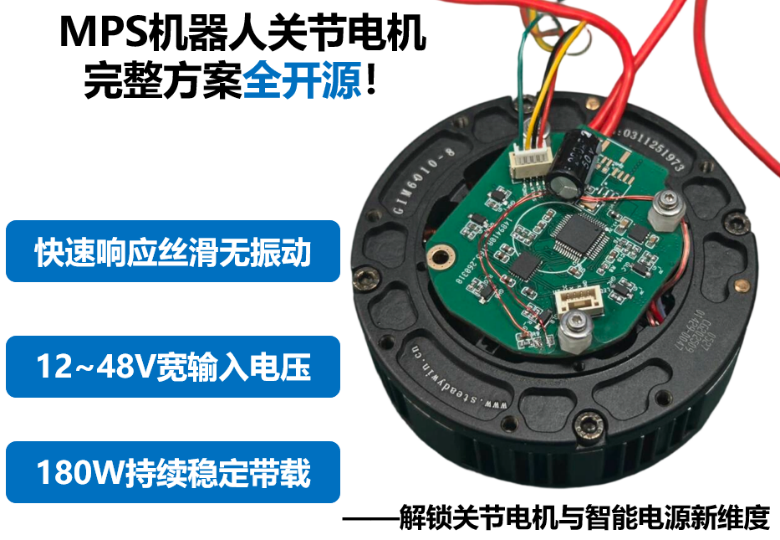 MPS机器人关节电机
完整方案全开源！
快速响应丝滑无振动
12~48V宽输入电压
180W持续稳定带载
——解锁关节电机与智能电源新维度
GIM6010-8
0311251973
www.steadywin.cn